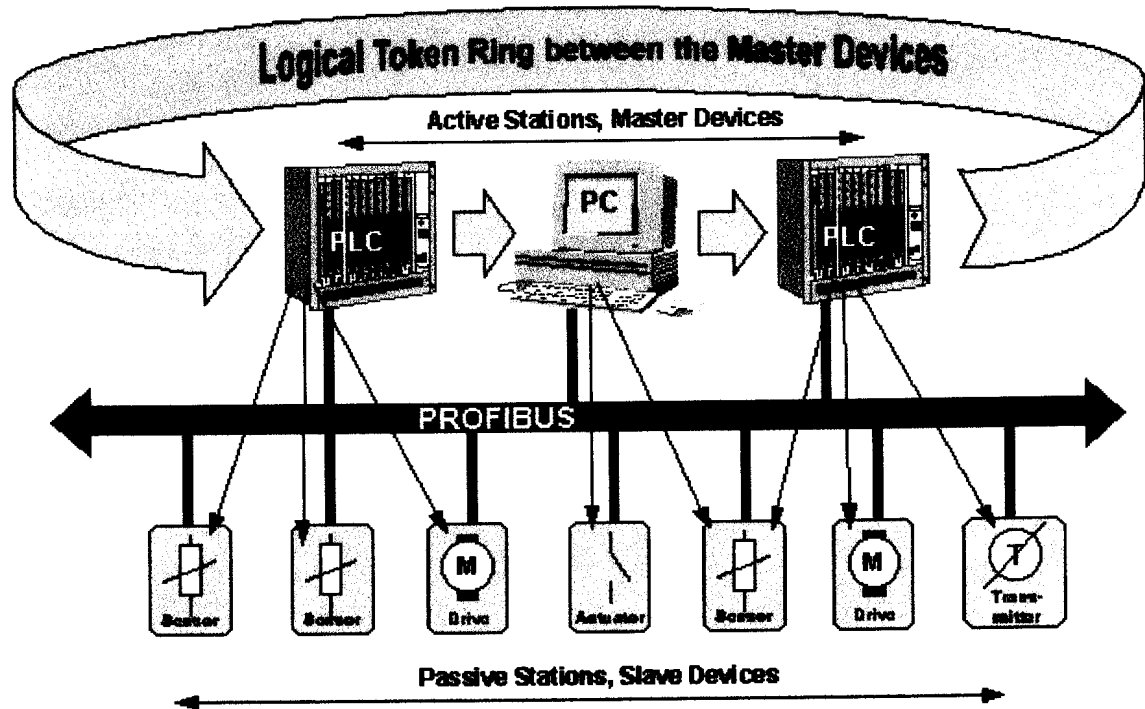 Logical Token Ring between the Master Devices
Active Stations, Master Devices
PLC
PC
PLC
PROFIBUS
Sensor
Sensor
M
Drive
Actuator
Sensor
M
Drive
T
Trans-
mitter
Passive Stations, Slave Devices